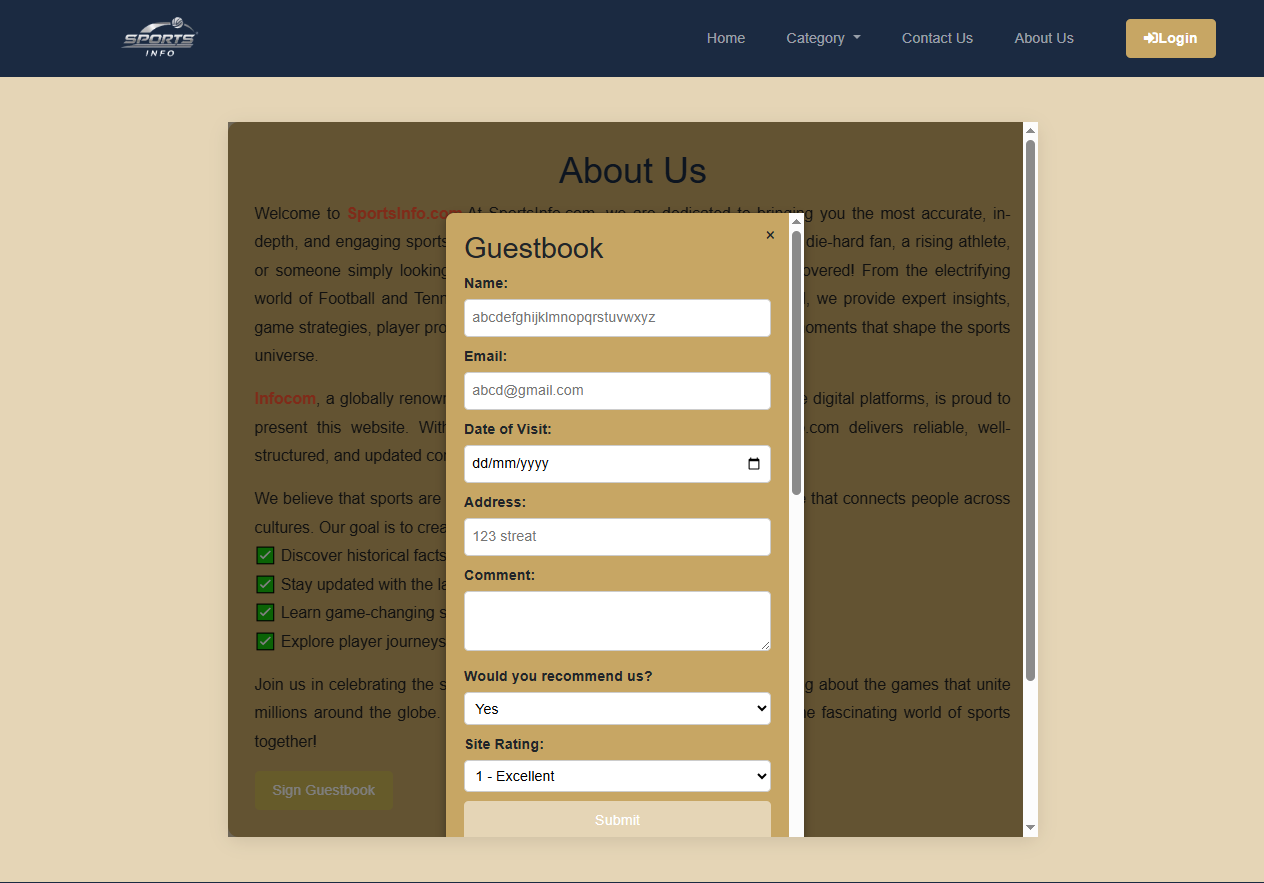 SPORTS
INFO
Home
Category
Contact Us
About Us
Login
About Us
Welcome to SportsInfo.com At SportsInfo.com, we are dedicated to bringing you the most accurate, in-
depth, and engaging sports die-hard fan, a rising athlete,
or someone simply looking overed! From the electrifying
world of Football and Tenn , we provide expert insights,
game strategies, player pro oments that shape the sports
universe.
Infocom, a globally renow digital platforms, is proud to
present this website. With .com delivers reliable, well-
structured, and updated co
We believe that sports are that connects people across
cultures. Our goal is to crea
Discover historical facts
Stay updated with the la
Learn game-changing s
Explore player journeys
Join us in celebrating the s g about the games that unite
millions around the globe. e fascinating world of sports
together!
Sign Guestbook
×
Guestbook
Name:
abcdefghijklmnopqrstuvwxyz
Email:
abcd@gmail.com
Date of Visit:
dd/mm/yyyy
Address:
123 streat
Comment:
Would you recommend us?
Yes
Site Rating:
1 - Excellent
Submit